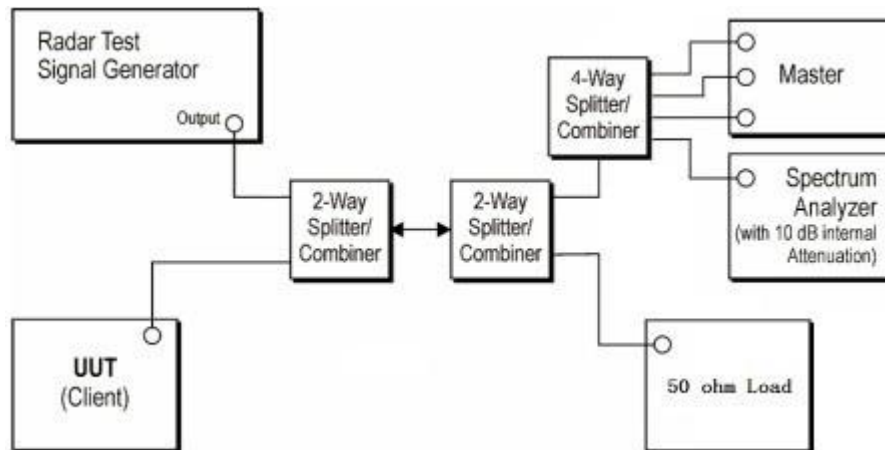 Radar Test
Signal Generator
Output
4-Way
Splitter/
Combiner
Master
2-Way
Splitter/
Combiner
2-Way
Splitter/
Combiner
Spectrum
Analyzer
(with 10 dB internal
Attenuation)
UUT
(Client)
50 ohm Load